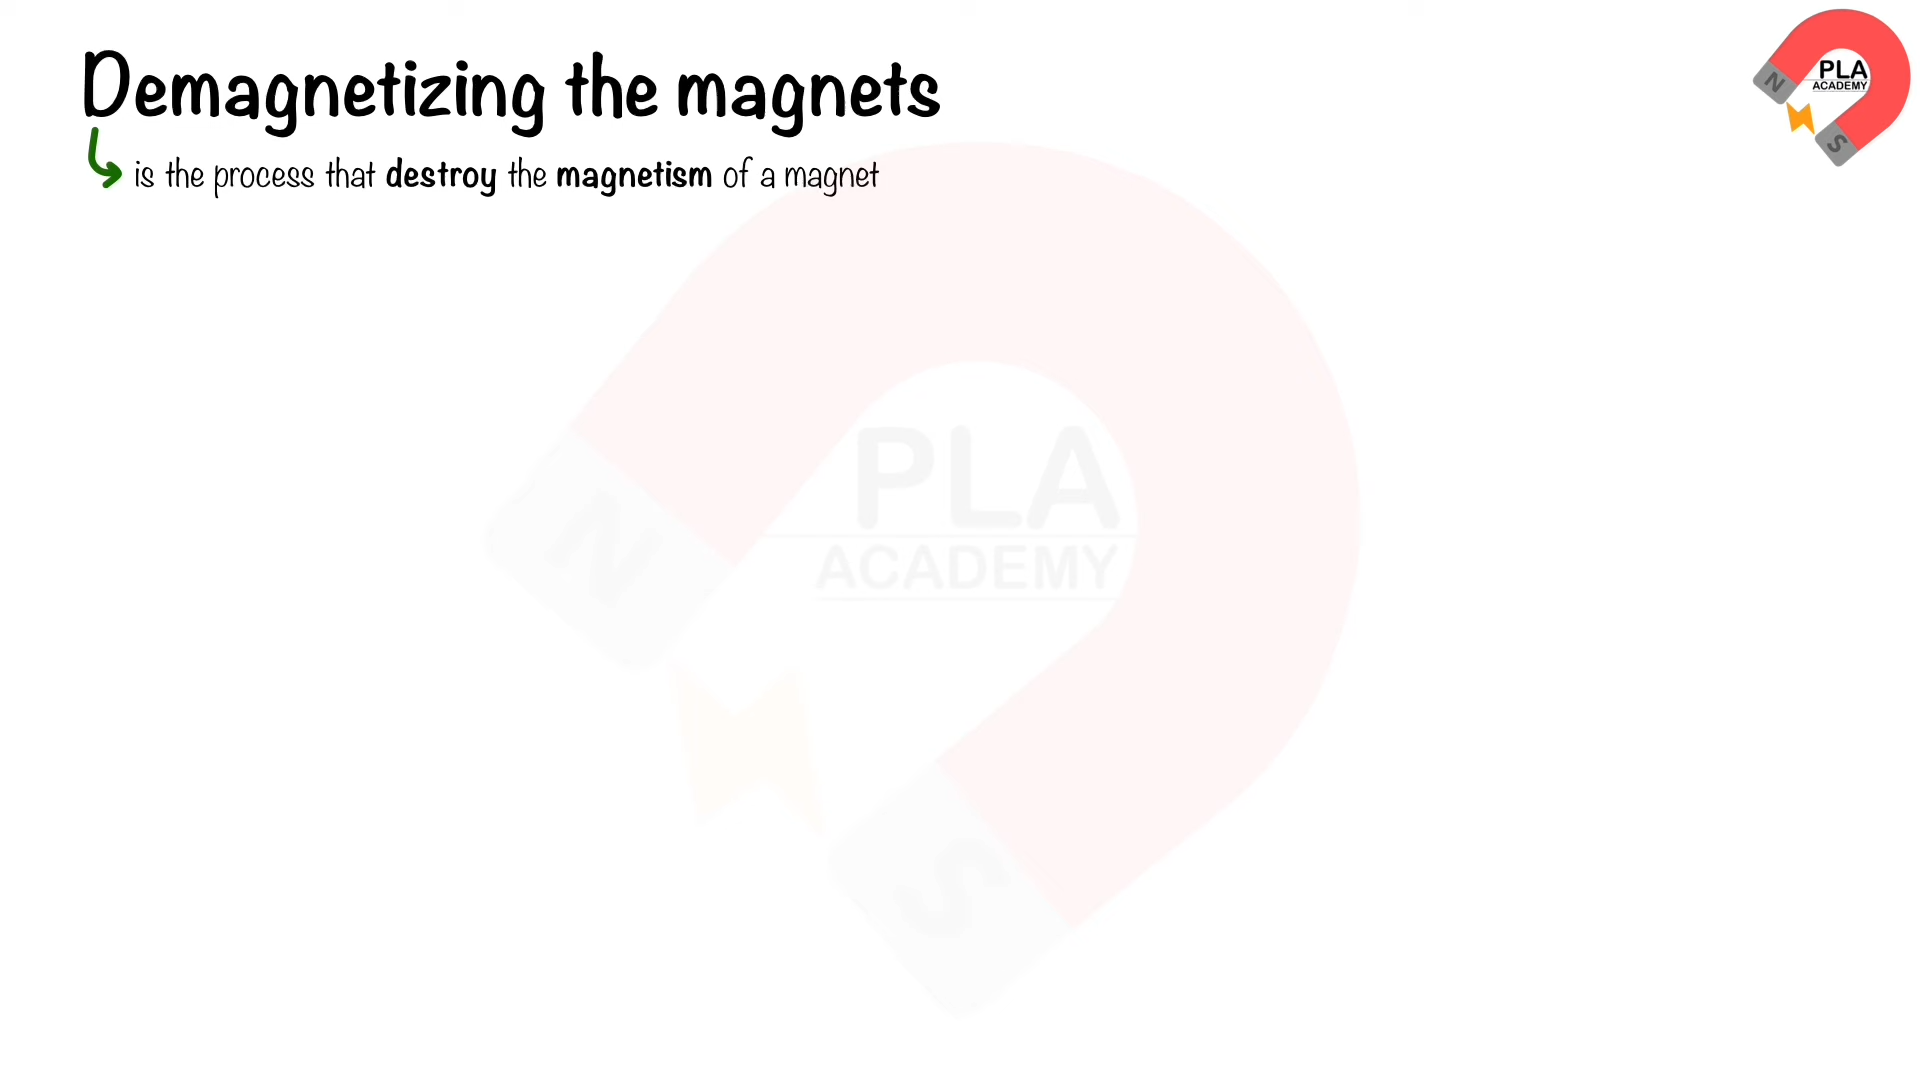 Demagnetizing the magnets
is the process that destroy the magnetism of a magnet
N
PLA
ACADEMY
S
PLA
ACADEMY
N
S